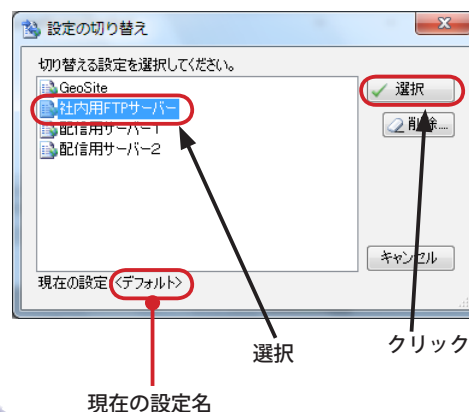 設定の切り替え
切り替える設定を選択してください。
GeoSite
社内用FTPサーバー
配信用サーバー1
配信用サーバー2
選択
削除...
キャンセル
現在の設定:<デフォルト>
選択
クリック
現在の設定名